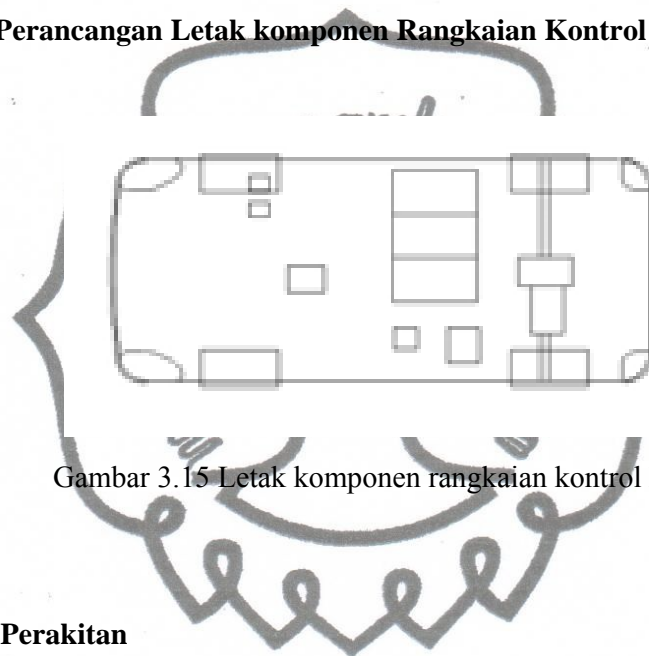 Perancangan Letak komponen Rangkaian Kontrol
Gambar 3.15 Letak komponen rangkaian kontrol
Perakitan